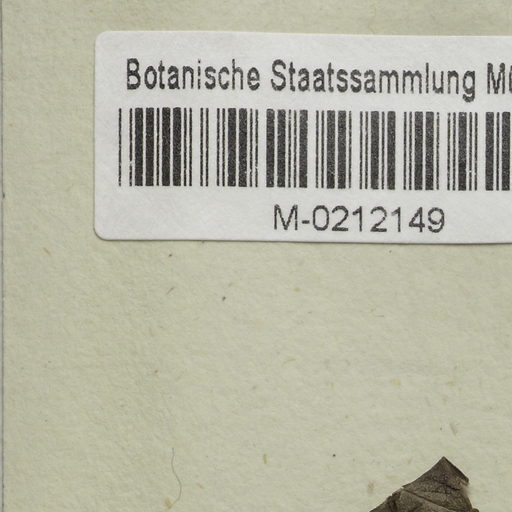 Botanische Staatssammlung
M-0212149